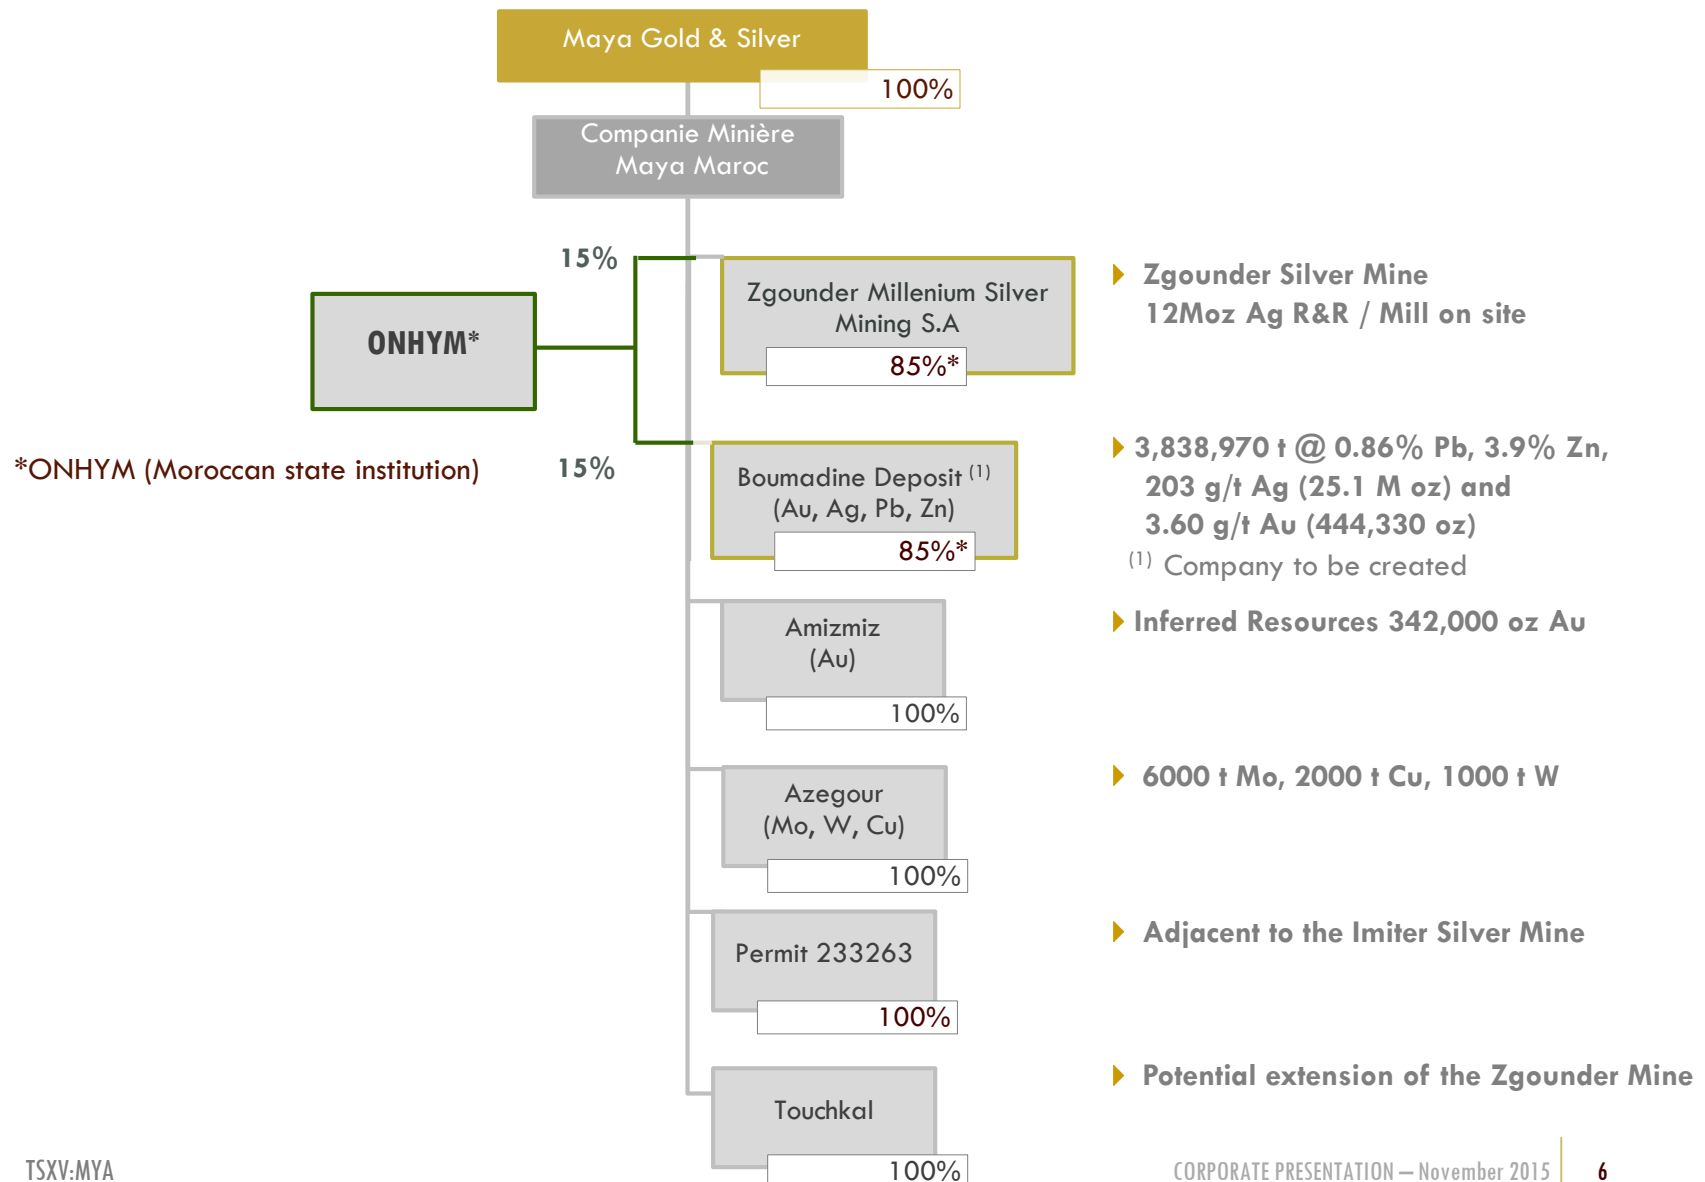 Maya Gold & Silver
100%
Companie Minière
Maya Maroc
15%
Zgounder Millenium Silver
Mining S.A
85%*
Zgounder Silver Mine
12Moz Ag R&R / Mill on site
ONHYM*
*ONHYM (Moroccan state institution)
15%
Boumadine Deposit (1)
(Au, Ag, Pb, Zn)
85%*
3,838,970 t @ 0.86% Pb, 3.9% Zn,
203 g/t Ag (25.1 M oz) and
3.60 g/t Au (444,330 oz)
(1) Company to be created
Amizmiz
(Au)
100%
Inferred Resources 342,000 oz Au
Azegour
(Mo, W, Cu)
100%
6000 t Mo, 2000 t Cu, 1000 t W
Permit 233263
100%
Adjacent to the Imiter Silver Mine
Touchkal
100%
Potential extension of the Zgounder Mine
TSXV:MYA
CORPORATE PRESENTATION — November 2015
6